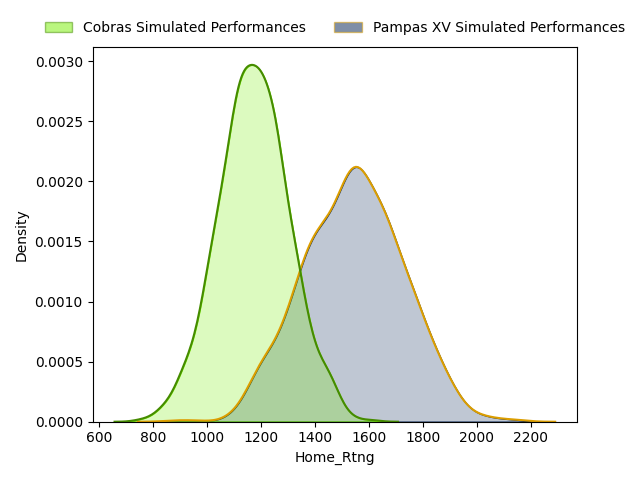 Cobras Simulated Performances
Pampas XV Simulated Performances
0.0030
0.0025
0.0020
0.0015
0.0010
0.0005
0.0000
Density
600 800 1000 1200 1400 1600 1800 2000 2200
Home_Rtng